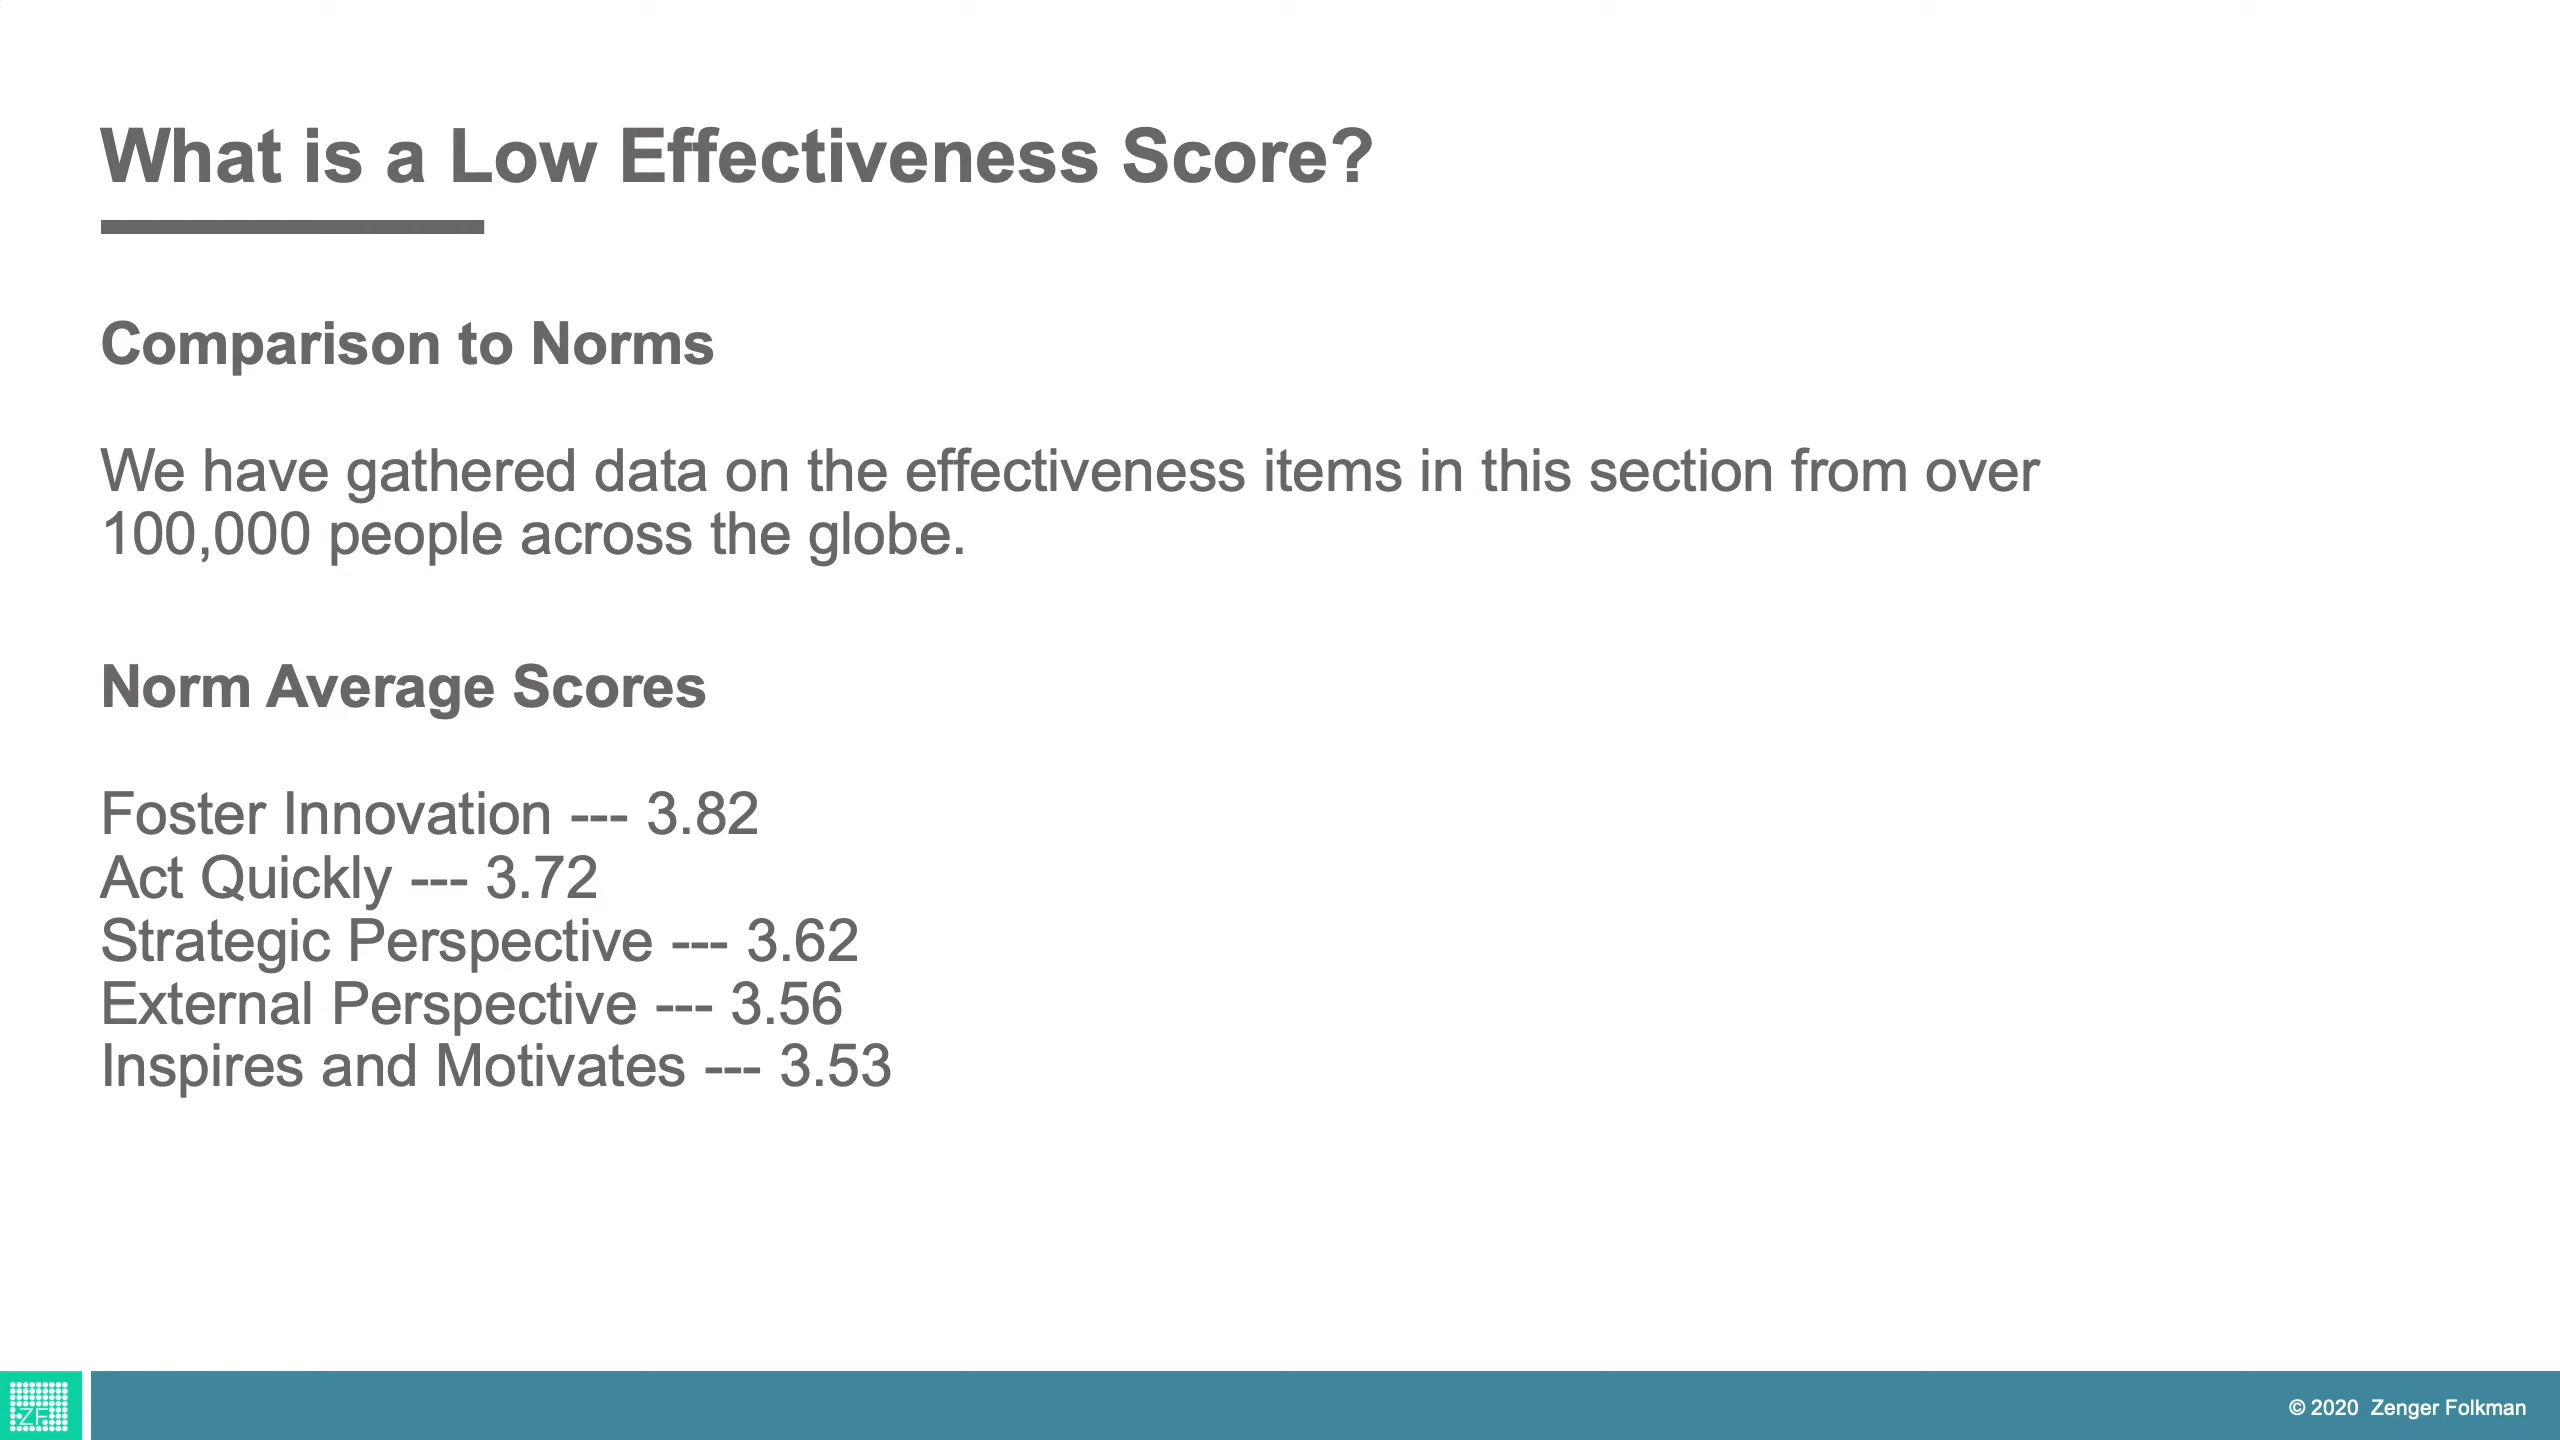 What is a Low Effectiveness Score?
Comparison to Norms
We have gathered data on the effectiveness items in this section from over
100,000 people across the globe.
Norm Average Scores
Foster Innovation --- 3.82
Act Quickly --- 3.72
Strategic Perspective --- 3.62
External Perspective --- 3.56
Inspires and Motivates --- 3.53
ZF
© 2020 Zenger Folkman